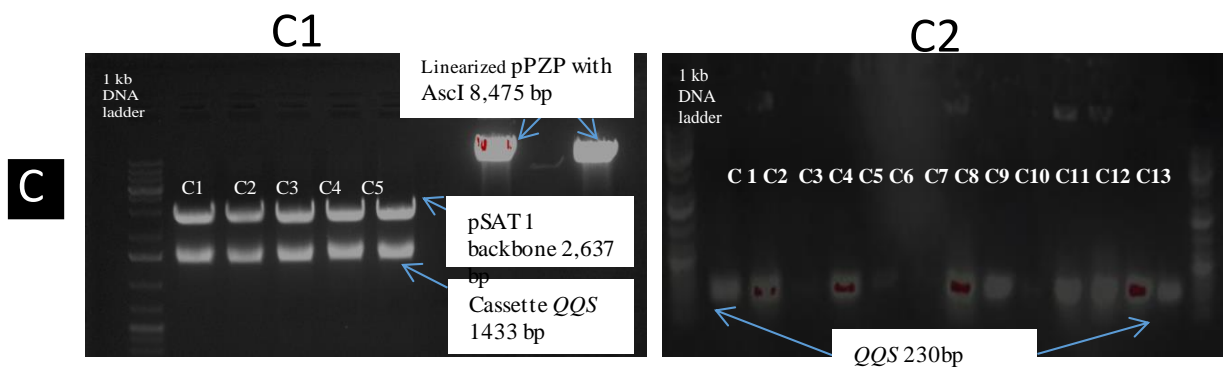 C1
C2
C
1 kb
DNA
ladder
Linearized pPZP with
AscI 8,475 bp
C1 C2 C3 C4 C5
pSAT1
backbone 2,637
bp
Cassette QQS
1433 bp
1 kb
DNA
ladder
C 1 C2 C3 C4 C5 C6 C7 C8 C9 C10 C11 C12 C13
QQS 230bp